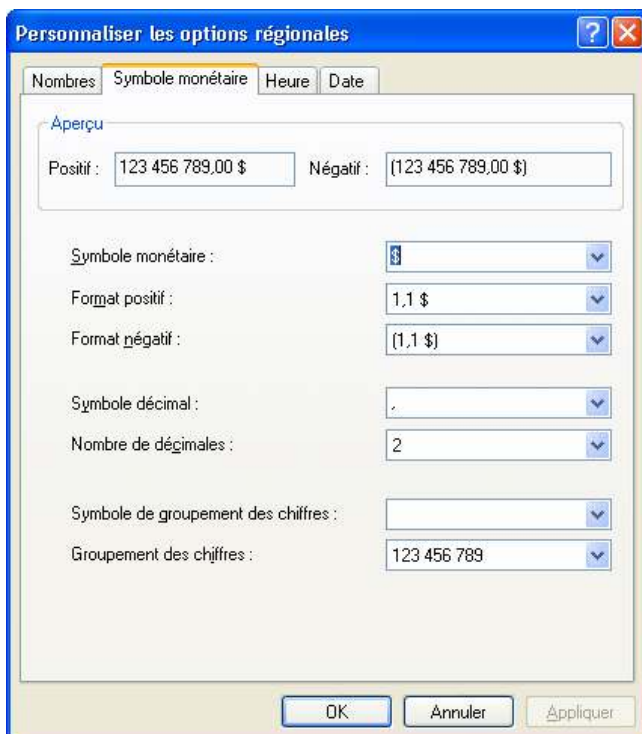 Personnaliser les options régionales
Nombres Symbole monétaire Heure Date
Aperçu
Positif : 123 456 789,00 $ Négatif : (123 456 789,00 $)
Symbole monétaire : $
Format positif : 1,1 $
Format négatif : (1,1 $)
Symbole décimal : ,
Nombre de décimales : 2
Symbole de groupement des chiffres :
Groupement des chiffres : 123 456 789
OK Annuler Appliquer